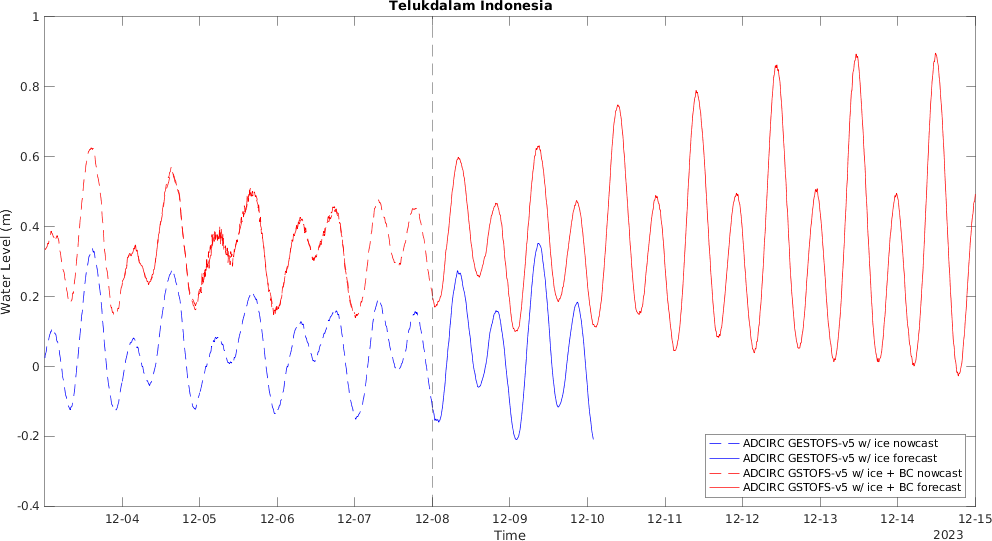 Telukdalam Indonesia
Water Level (m)
1
0.8
0.6
0.4
0.2
0
-0.2
-0.4
ADCIRC GESTOFS-v5 w/ ice nowcast
ADCIRC GESTOFS-v5 w/ ice forecast
ADCIRC GSTOFS-v5 w/ ice + BC nowcast
ADCIRC GSTOFS-v5 w/ ice + BC forecast
12-04 12-05 12-06 12-07 12-08 12-09 12-10 12-11 12-12 12-13 12-14 12-15
Time
2023